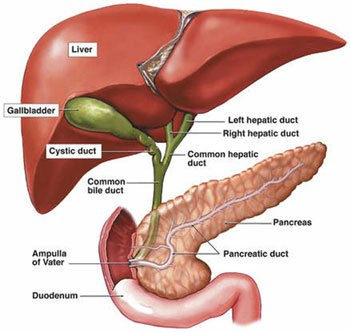 Liver
Gallbladder
Left hepatic duct
Right hepatic duct
Cystic duct
Common hepatic
duct
Common
bile duct
Pancreas
Ampulla
of Vater
Pancreatic duct
Duodenum